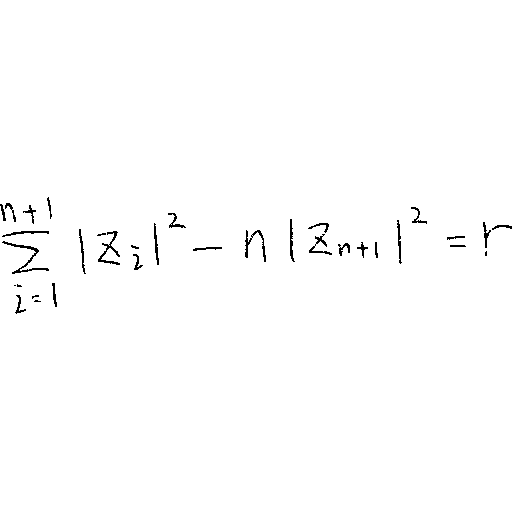 \sum_{i=1}^{n+1} |z_i|^2 - n |z_{n+1}|^2 = r